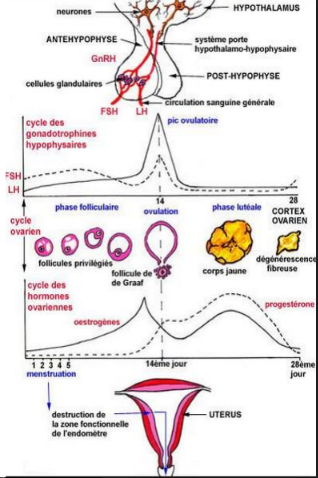 neurones
HYPOTHALAMUS
ANTEHYPOPHYSE
système porte
hypothalamo-hypophysaire
GnRH
cellules glandulaires
POST-HYPOPHYSE
FSH
LH
circulation sanguine générale
cycle des
gonadotrophines
hypophysaires
pic ovulatoire
FSH
LH
14
28
cycle
ovarien
phase folliculaire
ovulation
phase lutéale
CORTEX
OVARIEN
follicules privilégiés
follicule de
de Graaf
corps jaune
dégénérescence
fibreuse
cycle des
hormones
ovariennes
oestrogènes
progestérone
1 2 3 4 5
14ème jour
28ème
jour
menstruation
destruction de
la zone fonctionnelle
de l'endomètre
UTERUS